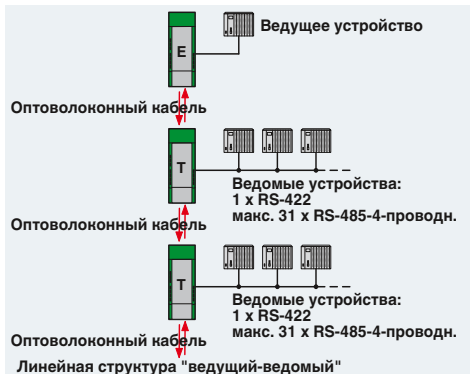 Ведущее устройство
E
Оптоволоконный кабель
T
Ведомые устройства:
1 x RS-422
макс. 31 x RS-485-4-проводн.
Оптоволоконный кабель
T
Ведомые устройства:
1 x RS-422
макс. 31 x RS-485-4-проводн.
Оптоволоконный кабель
Линейная структура "ведущий-ведомый"